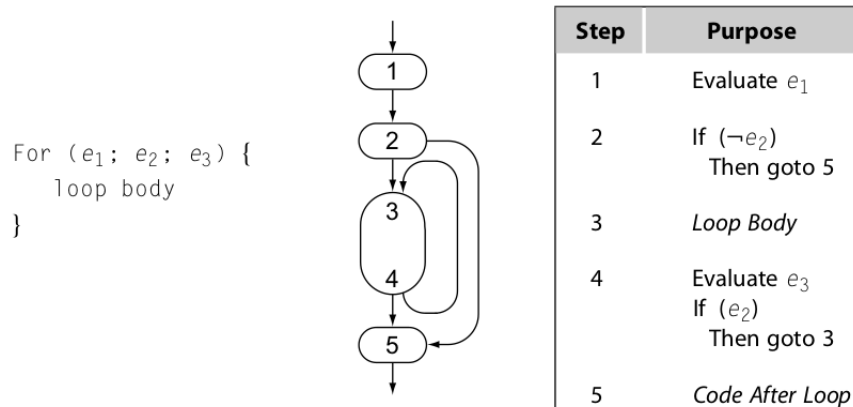 For (e₁; e₂; e₃) {
loop body
}
1
2
3
4
5
Step Purpose
1 Evaluate e₁
2 If (¬e₂)
Then goto 5
3 Loop Body
4 Evaluate e₃
If (e₂)
Then goto 3
5 Code After Loop